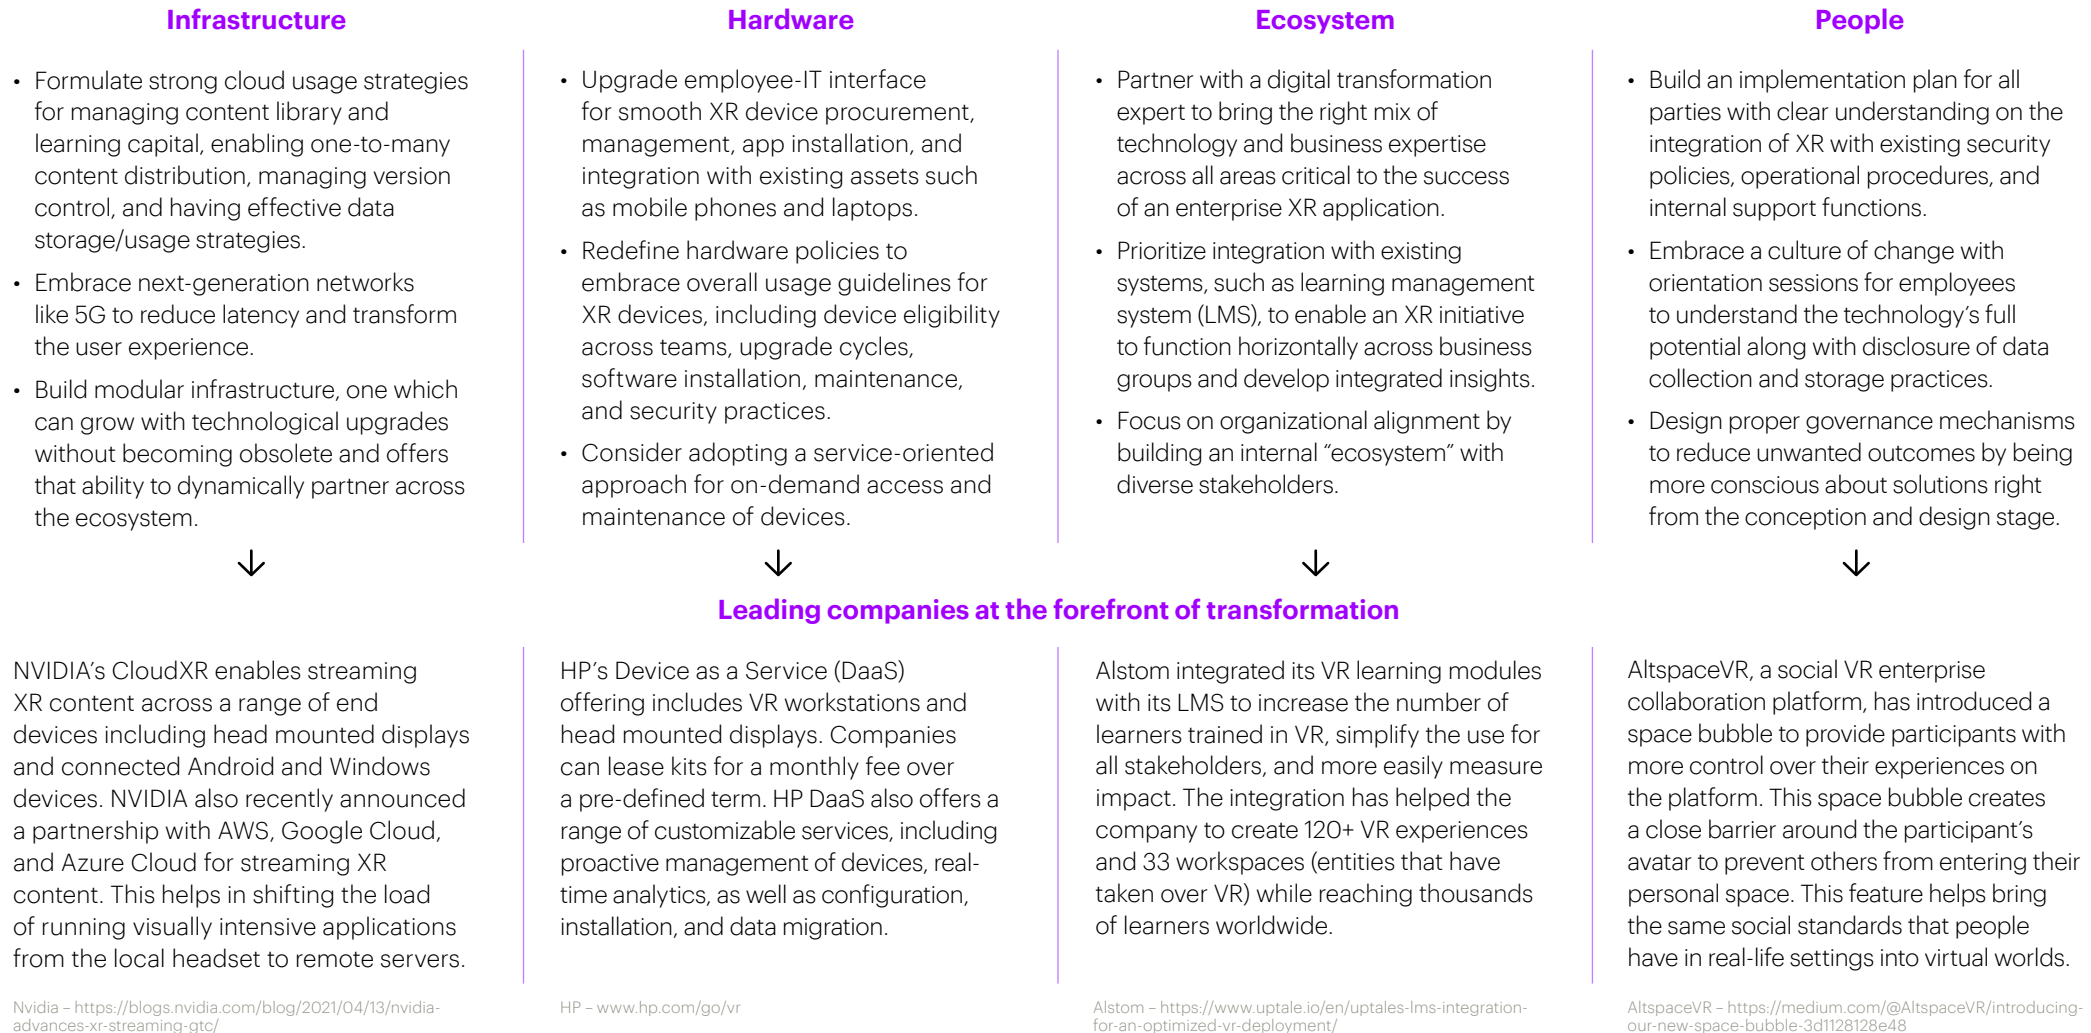 Infrastructure
• Formulate strong cloud usage strategies
for managing content library and
learning capital, enabling one-to-many
content distribution, managing version
control, and having effective data
storage/usage strategies.
• Embrace next-generation networks
like 5G to reduce latency and transform
the user experience.
• Build modular infrastructure, one which
can grow with technological upgrades
without becoming obsolete and offers
that ability to dynamically partner across
the ecosystem.
Hardware
• Upgrade employee-IT interface
for smooth XR device procurement,
management, app installation, and
integration with existing assets such
as mobile phones and laptops.
• Redefine hardware policies to
embrace overall usage guidelines for
XR devices, including device eligibility
across teams, upgrade cycles,
software installation, maintenance,
and security practices.
• Consider adopting a service-oriented
approach for on-demand access and
maintenance of devices.
Ecosystem
• Partner with a digital transformation
expert to bring the right mix of
technology and business expertise
across all areas critical to the success
of an enterprise XR application.
• Prioritize integration with existing
systems, such as learning management
system (LMS), to enable an XR initiative
to function horizontally across business
groups and develop integrated insights.
• Focus on organizational alignment by
building an internal “ecosystem” with
diverse stakeholders.
People
• Build an implementation plan for all
parties with clear understanding on the
integration of XR with existing security
policies, operational procedures, and
internal support functions.
• Embrace a culture of change with
orientation sessions for employees
to understand the technology’s full
potential along with disclosure of data
collection and storage practices.
• Design proper governance mechanisms
to reduce unwanted outcomes by being
more conscious about solutions right
from the conception and design stage.
Leading companies at the forefront of transformation
NVIDIA’s CloudXR enables streaming
XR content across a range of end
devices including head mounted displays
and connected Android and Windows
devices. NVIDIA also recently announced
a partnership with AWS, Google Cloud,
and Azure Cloud for streaming XR
content. This helps in shifting the load
of running visually intensive applications
from the local headset to remote servers.
Nvidia – https://blogs.nvidia.com/blog/2021/04/13/nvidia-
advances-xr-streaming-gtc/
HP’s Device as a Service (DaaS)
offering includes VR workstations and
head mounted displays. Companies
can lease kits for a monthly fee over
a pre-defined term. HP DaaS also offers a
range of customizable services, including
proactive management of devices, real-
time analytics, as well as configuration,
installation, and data migration.
HP – www.hp.com/go/vr
Alstom integrated its VR learning modules
with its LMS to increase the number of
learners trained in VR, simplify the use for
all stakeholders, and more easily measure
impact. The integration has helped the
company to create 120+ VR experiences
and 33 workspaces (entities that have
taken over VR) while reaching thousands
of learners worldwide.
Alstom – https://www.uptale.io/en/uptales-lms-integration-
for-an-optimized-vr-deployment/
AltspaceVR, a social VR enterprise
collaboration platform, has introduced a
space bubble to provide participants with
more control over their experiences on
the platform. This space bubble creates
a close barrier around the participant’s
avatar to prevent others from entering their
personal space. This feature helps bring
the same social standards that people
have in real-life settings into virtual worlds.
AltspaceVR – https://medium.com/@AltspaceVR/introducing-
our-new-space-bubble-3d1128128e48